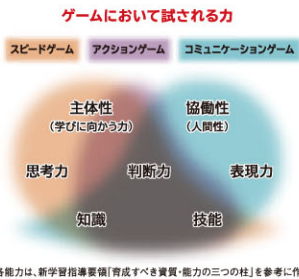 ゲームにおいて試される力
スピードゲーム アクションゲーム コミュニケーションゲーム
主体性 協働性
(学びに向かう力) (人間性)
思考力 判断力 表現力
知識 技能
各能力は、新学習指導要領「育成すべき資質・能力の三つの柱」を参考に作